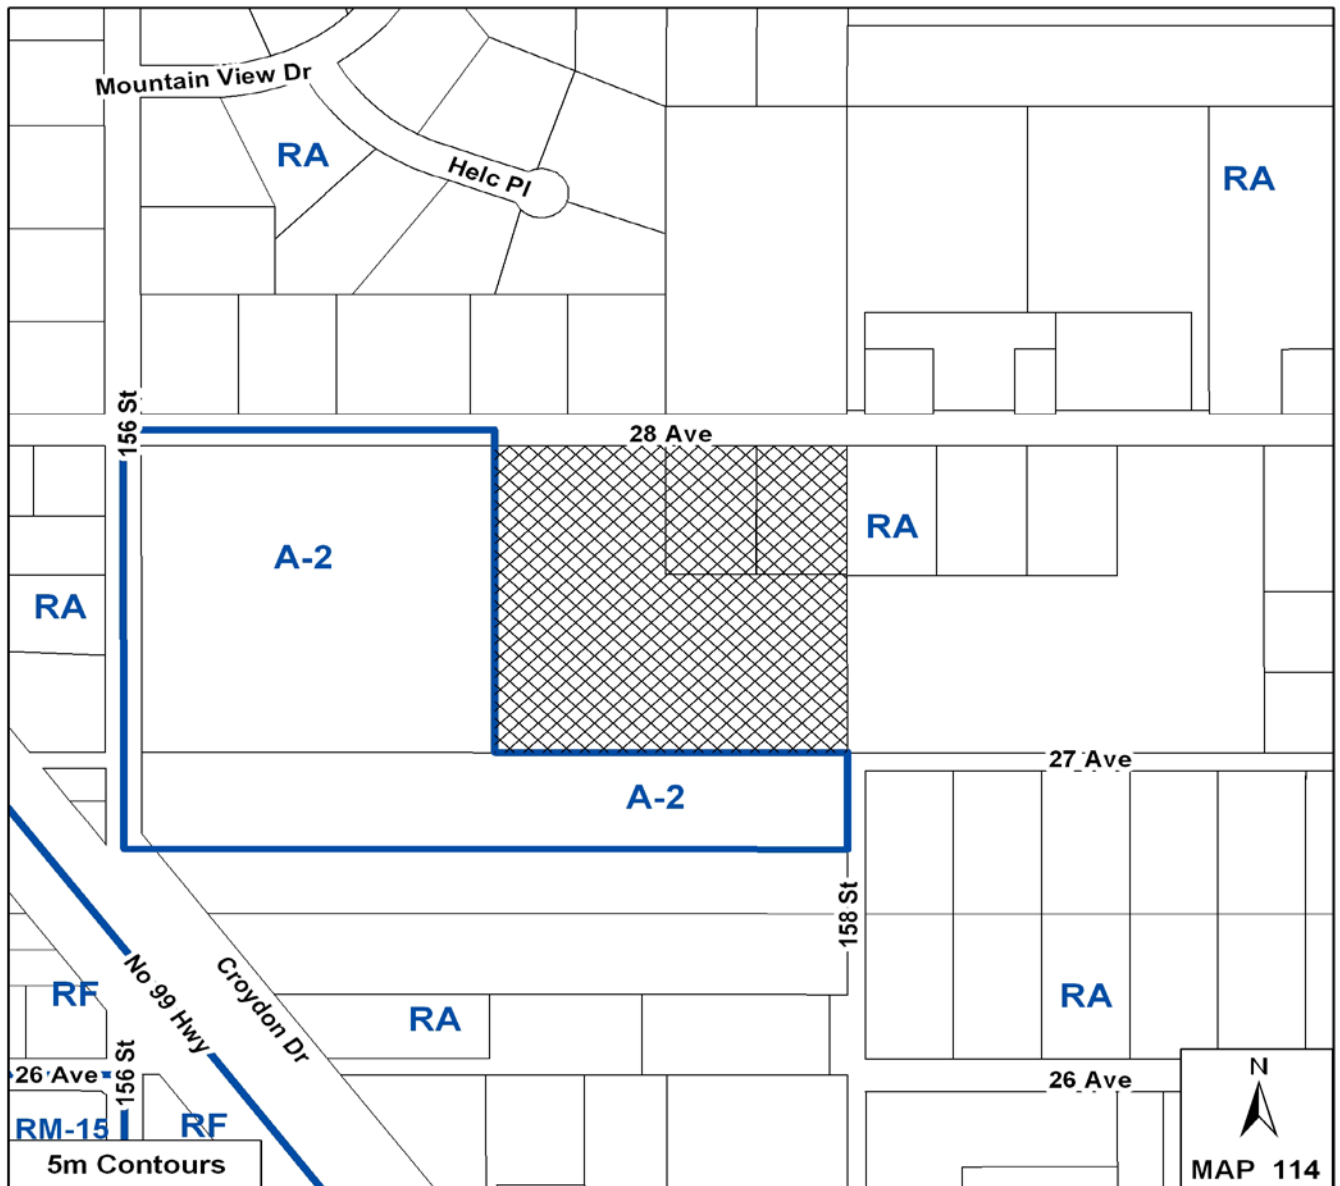 Mountain View Dr
RA
Helc Pl
RA
156 St
28 Ave
RA
A-2
RA
27 Ave
A-2
158 St
No 99 Hwy
Croydon Dr
RF
RA
RA
156 St
26 Ave
26 Ave
N
RM-15
RF
5m Contours
MAP 114